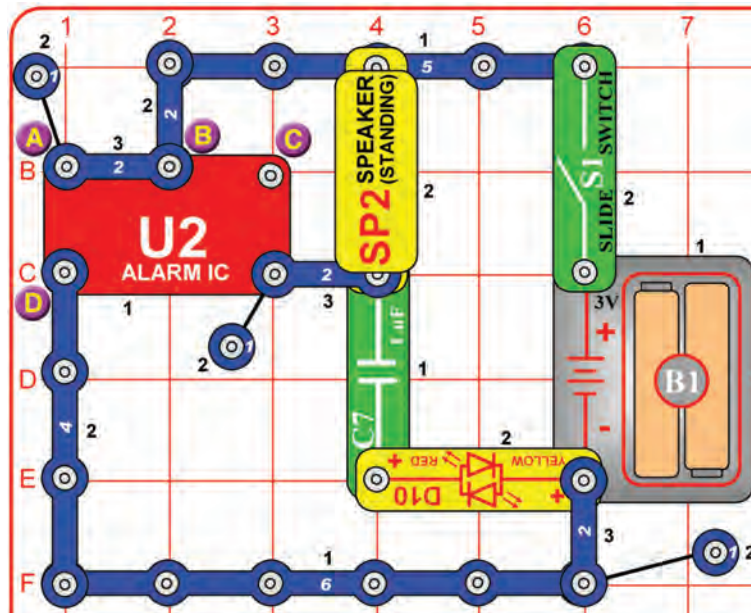 1 2 3 4 5 6 7
2
1
1
5
2
2
A
3
B
C
B
2
SPEAKER
(STANDING)
SP2
2
S1
SLIDE SWITCH
2
U2
ALARM IC
C
D
1
2
3
1
3V
2
1
1uF
+
B1
-
D
1
C7
4
2
2
+
RED
YELLOW
D10
+
E
2
3
1
2
F
1
6